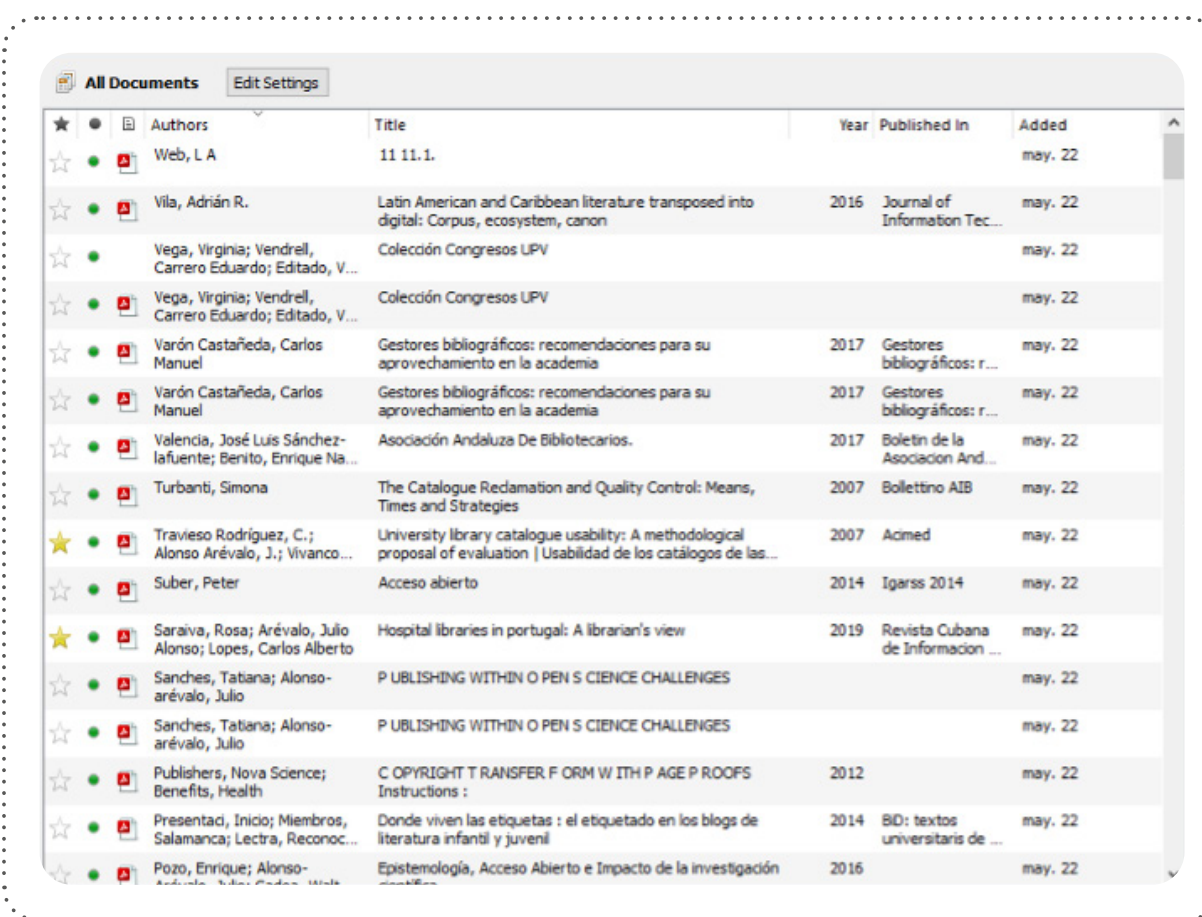 All Documents Edit Settings
Authors Title Year Published In Added
Web, L A 11 11.1. may. 22
Vila, Adrián R. Latin American and Caribbean literature transposed into 2016 Journal of may. 22
digital: Corpus, ecosystem, canon Information Tec...
Vega, Virginia; Vendrell, Colección Congresos UPV may. 22
Carrero Eduardo; Editado, V...
Vega, Virginia; Vendrell, Colección Congresos UPV may. 22
Carrero Eduardo; Editado, V...
Varón Castañeda, Carlos Gestores bibliográficos: recomendaciones para su 2017 Gestores may. 22
Manuel aprovechamiento en la academia bibliográficos: r...
Varón Castañeda, Carlos Gestores bibliográficos: recomendaciones para su 2017 Gestores may. 22
Manuel aprovechamiento en la academia bibliográficos: r...
Valencia, José Luis Sánchez- Asociación Andaluza De Bibliotecarios. 2017 Boletin de la may. 22
lafuente; Benito, Enrique Na... Asociacion And...
Turbanti, Simona The Catalogue Reclamation and Quality Control: Means, 2007 Bollettino AIB may. 22
Times and Strategies
Travieso Rodríguez, C.; University library catalogue usability: A methodological 2007 Acimed may. 22
Alonso Arévalo, J.; Vivanco... proposal of evaluation | Usabilidad de los catálogos de las...
Suber, Peter Acceso abierto 2014 Igarss 2014 may. 22
Saraiva, Rosa; Arévalo, Julio Hospital libraries in portugal: A librarian's view 2019 Revista Cubana may. 22
Alonso; Lopes, Carlos Alberto de Informacion ...
Sanches, Tatiana; Alonso- P UBLISHING WITHIN O PEN S CIENCE CHALLENGES may. 22
arévalo, Julio
Sanches, Tatiana; Alonso- P UBLISHING WITHIN O PEN S CIENCE CHALLENGES may. 22
arévalo, Julio
Publishers, Nova Science; C OPYRIGHT T RANSFER F ORM W ITH P AGE P ROOFS 2012 may. 22
Benefits, Health Instructions :
Presentaci, Inicio; Miembros, Donde viven las etiquetas : el etiquetado en los blogs de 2014 BiD: textos may. 22
Salamanca; Lectra, Reconoc... literatura infantil y juvenil universitaris de ...
Pozo, Enrique; Alonso- Epistemología, Acceso Abierto e Impacto de la investigación 2016 may. 22